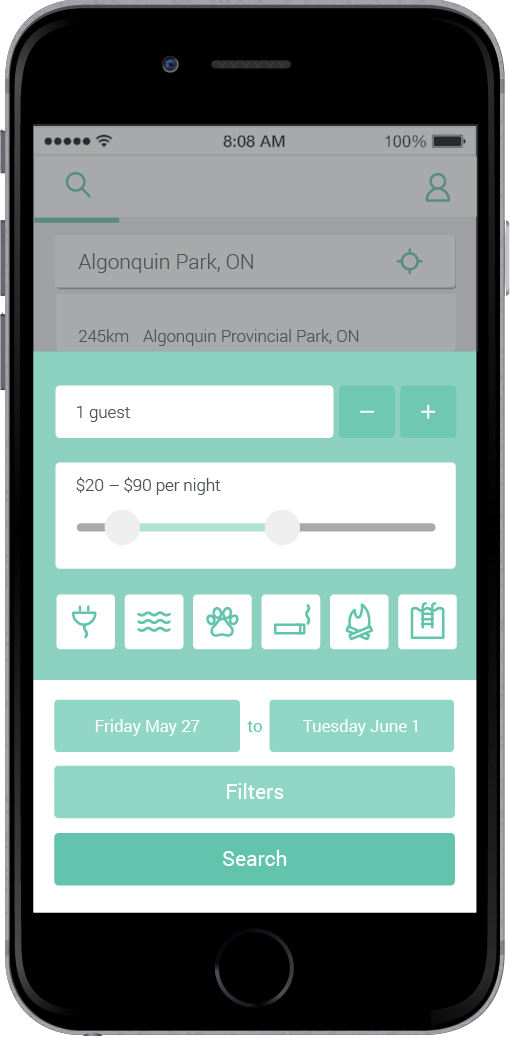 8:08 AM 100%
Algonquin Park, ON
245km Algonquin Provincial Park, ON
1 guest
$20 – $90 per night
Friday May 27 to Tuesday June 1
Filters
Search